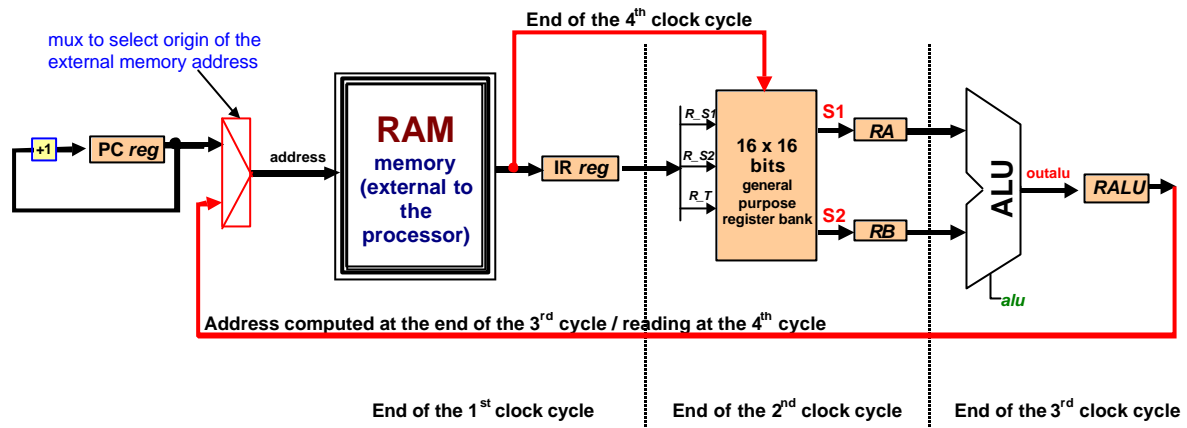 End of the 4th clock cycle
mux to select origin of the
external memory address
+1
PC reg
address
RAM
memory
(external to
the
processor)
IR reg
R_S1
R_S2
R_T
16 x 16
bits
general
purpose
register bank
S1
S2
RA
RB
ALU
alu
outalu
RALU
Address computed at the end of the 3rd cycle / reading at the 4th cycle
End of the 1st clock cycle
End of the 2nd clock cycle
End of the 3rd clock cycle